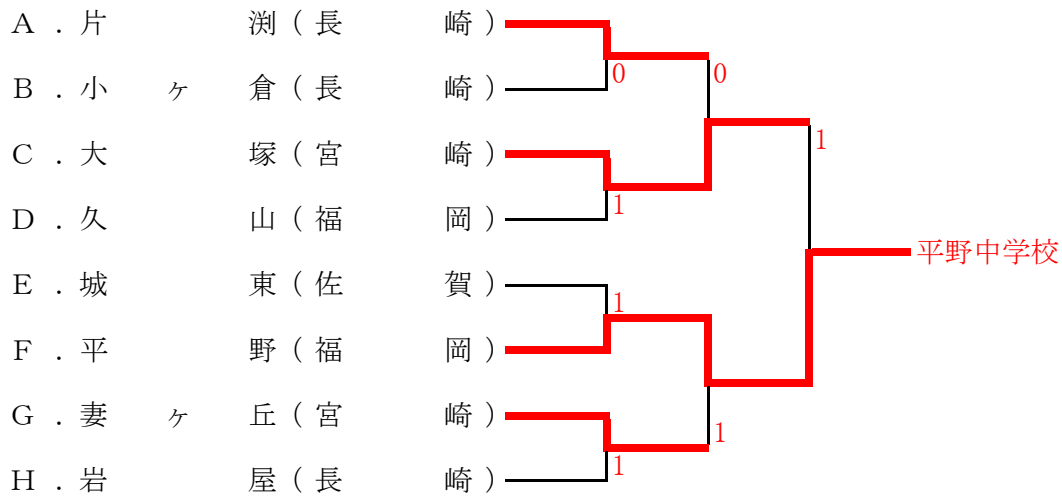 A．片渕（長崎）
0
0
B．小ヶ倉（長崎）
1
C．大塚（宮崎）
1
D．久山（福岡）
平野中学校
E．城東（佐賀）
1
F．平野（福岡）
G．妻ヶ丘（宮崎）
1
1
H．岩屋（長崎）